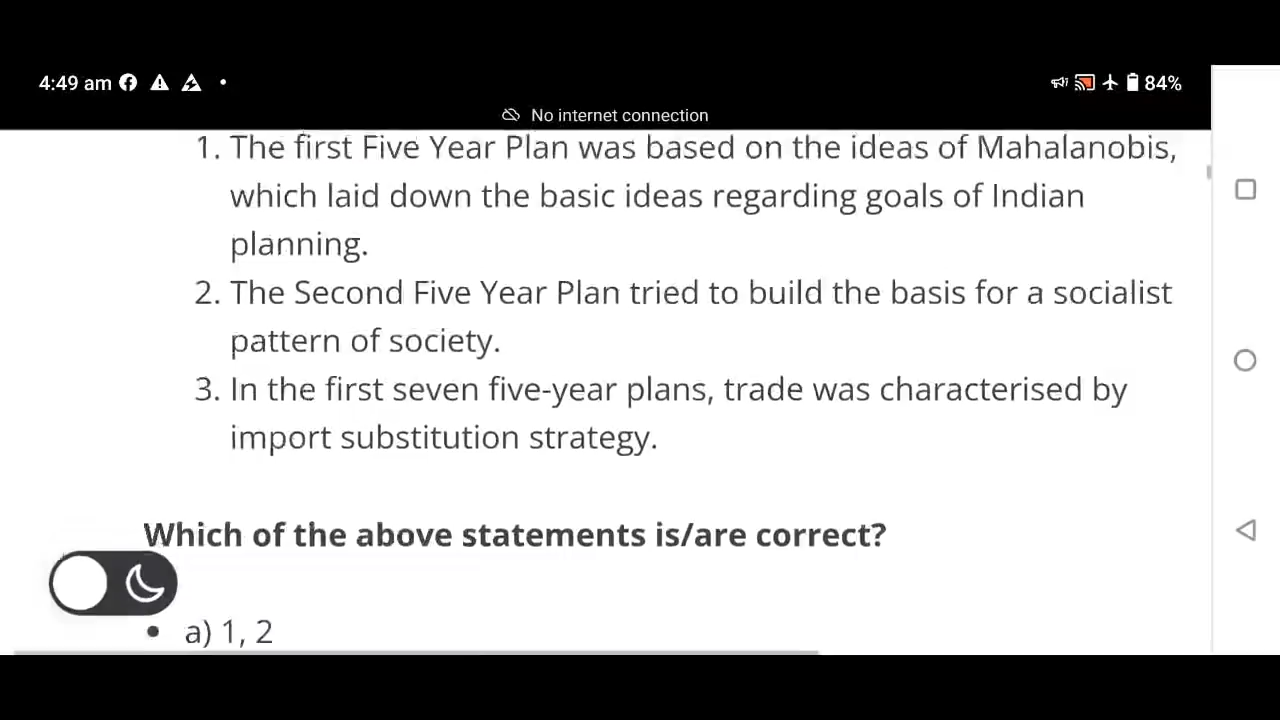 4:49 am
84%
No internet connection
1. The first Five Year Plan was based on the ideas of Mahalanobis,
which laid down the basic ideas regarding goals of Indian
planning.
2. The Second Five Year Plan tried to build the basis for a socialist
pattern of society.
3. In the first seven five-year plans, trade was characterised by
import substitution strategy.
Which of the above statements is/are correct?
• a) 1, 2